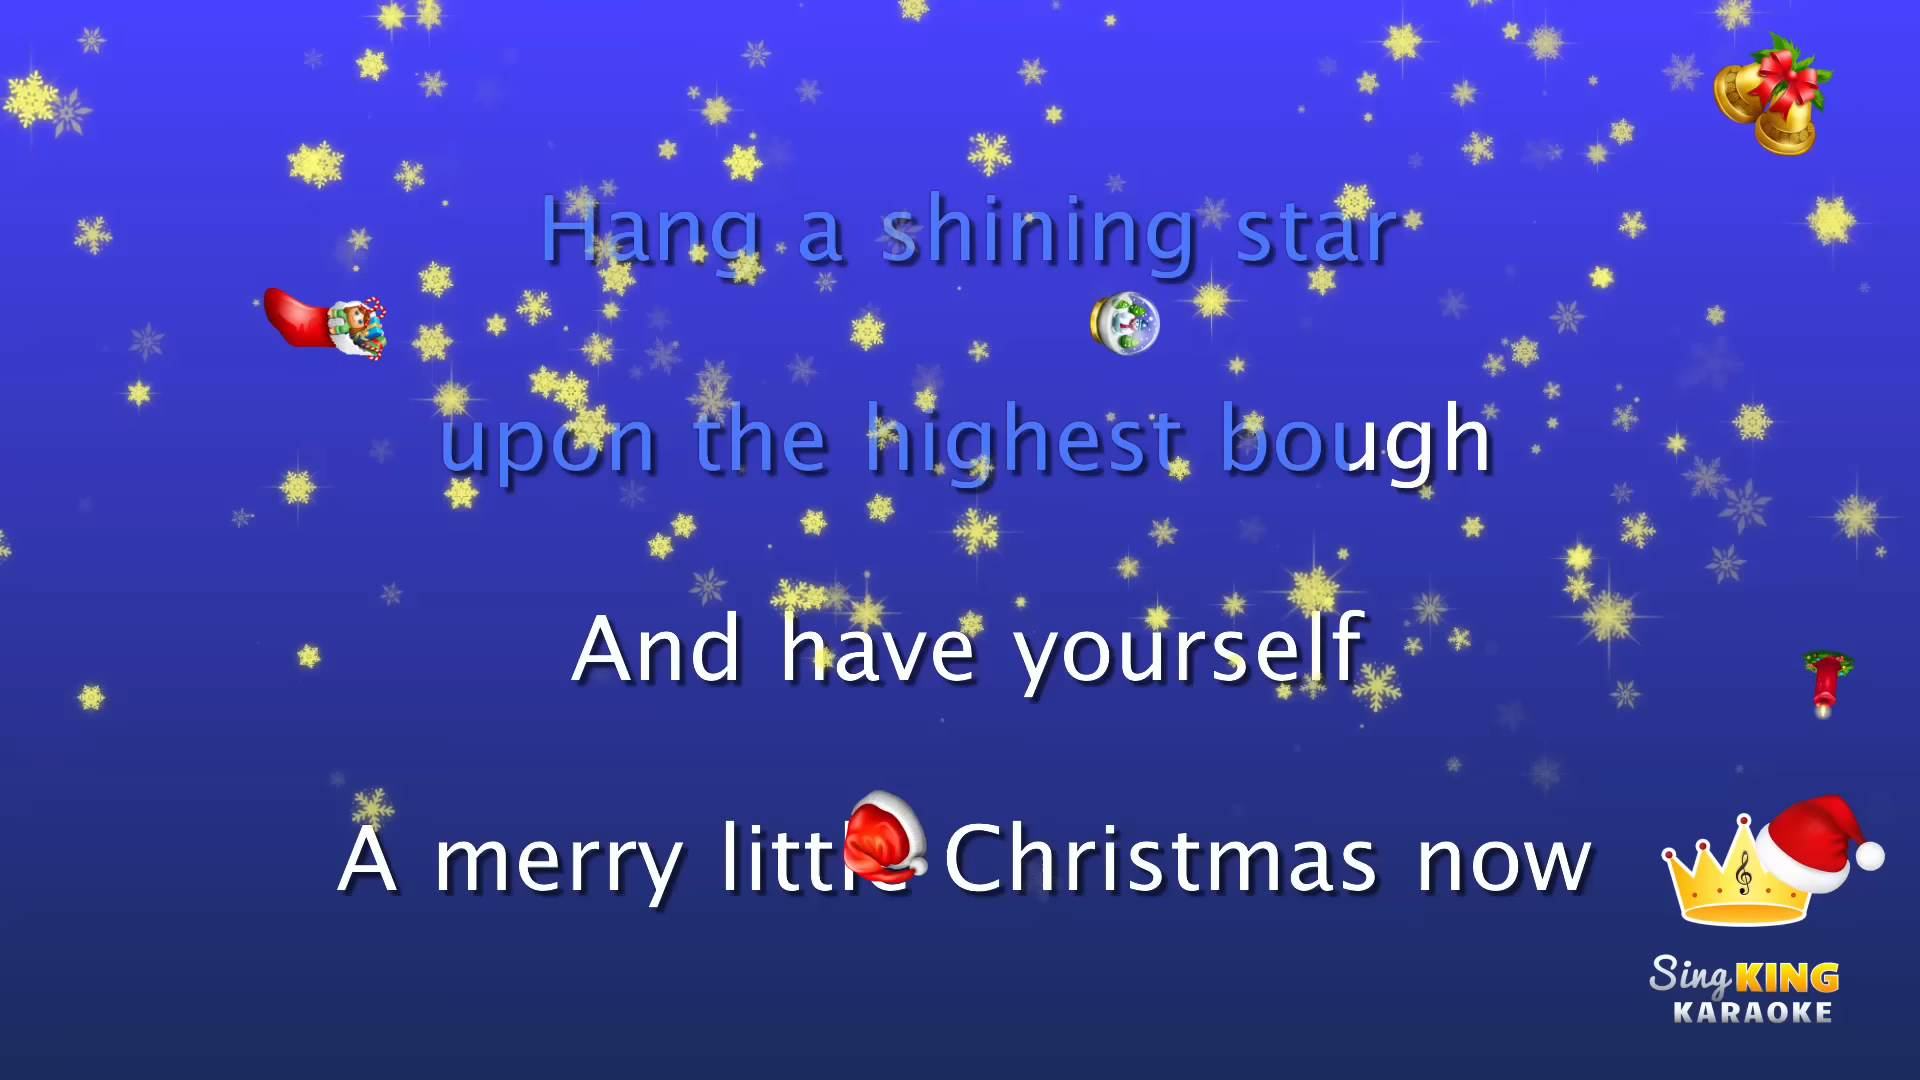 Hang a shining star
upon the highest bough
And have yourself
A merry little Christmas now
Sing KING
KARAOKE